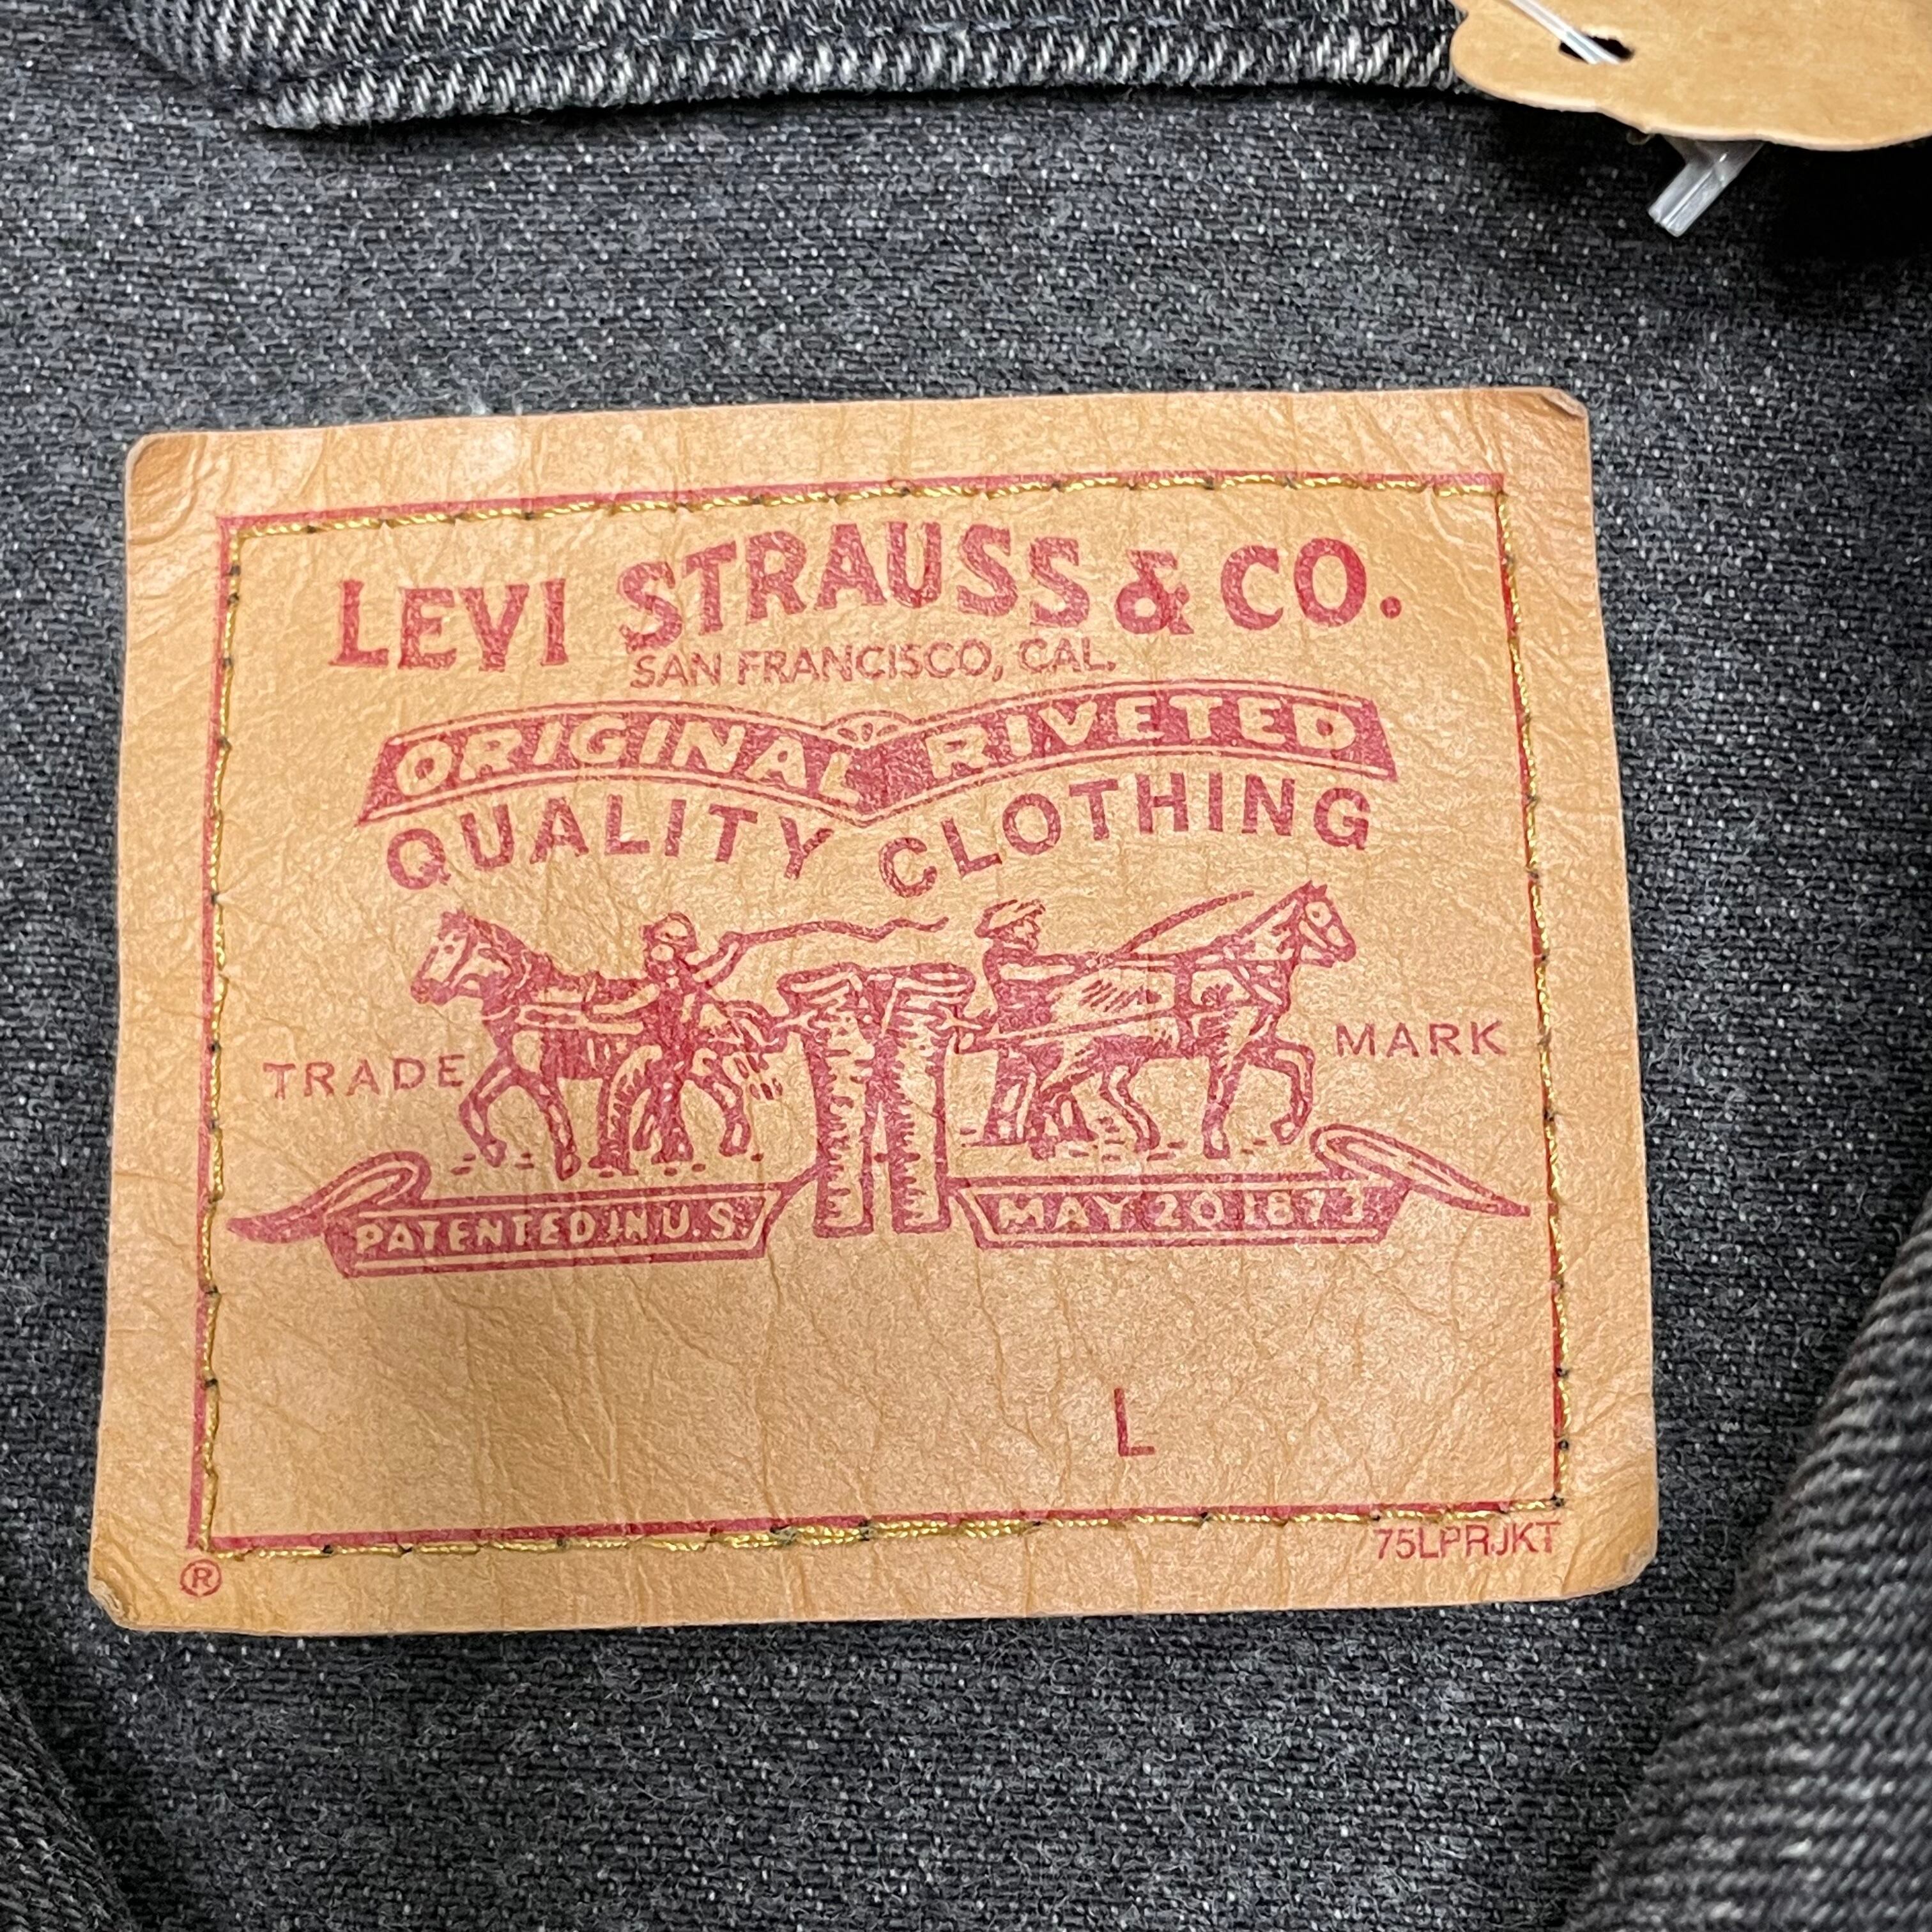 LEVI STRAUSS & CO.
SAN FRANCISCO, CAL.
ORIGINAL RIVETED
QUALITY CLOTHING
TRADE MARK
PATENTED IN U.S. MAY 20 1873
L
75LPRJKT
®